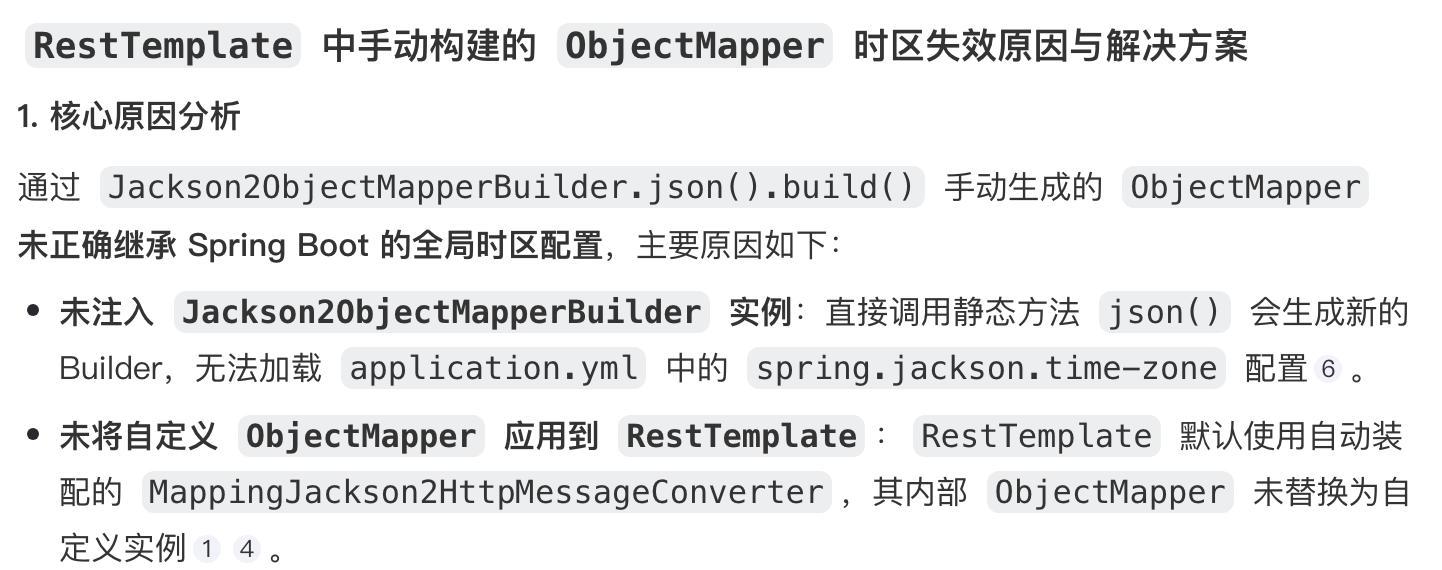 RestTemplate 中手动构建的 ObjectMapper 时区失效原因与解决方案
1. 核心原因分析
通过 Jackson2ObjectMapperBuilder.json().build() 手动生成的 ObjectMapper
未正确继承 Spring Boot 的全局时区配置，主要原因如下：
• 未注入 Jackson2ObjectMapperBuilder 实例：直接调用静态方法 json() 会生成新的
Builder，无法加载 application.yml 中的 spring.jackson.time-zone 配置 6 。
• 未将自定义 ObjectMapper 应用到 RestTemplate ： RestTemplate 默认使用自动装
配的 MappingJackson2HttpMessageConverter ，其内部 ObjectMapper 未替换为自
定义实例 1 4 。